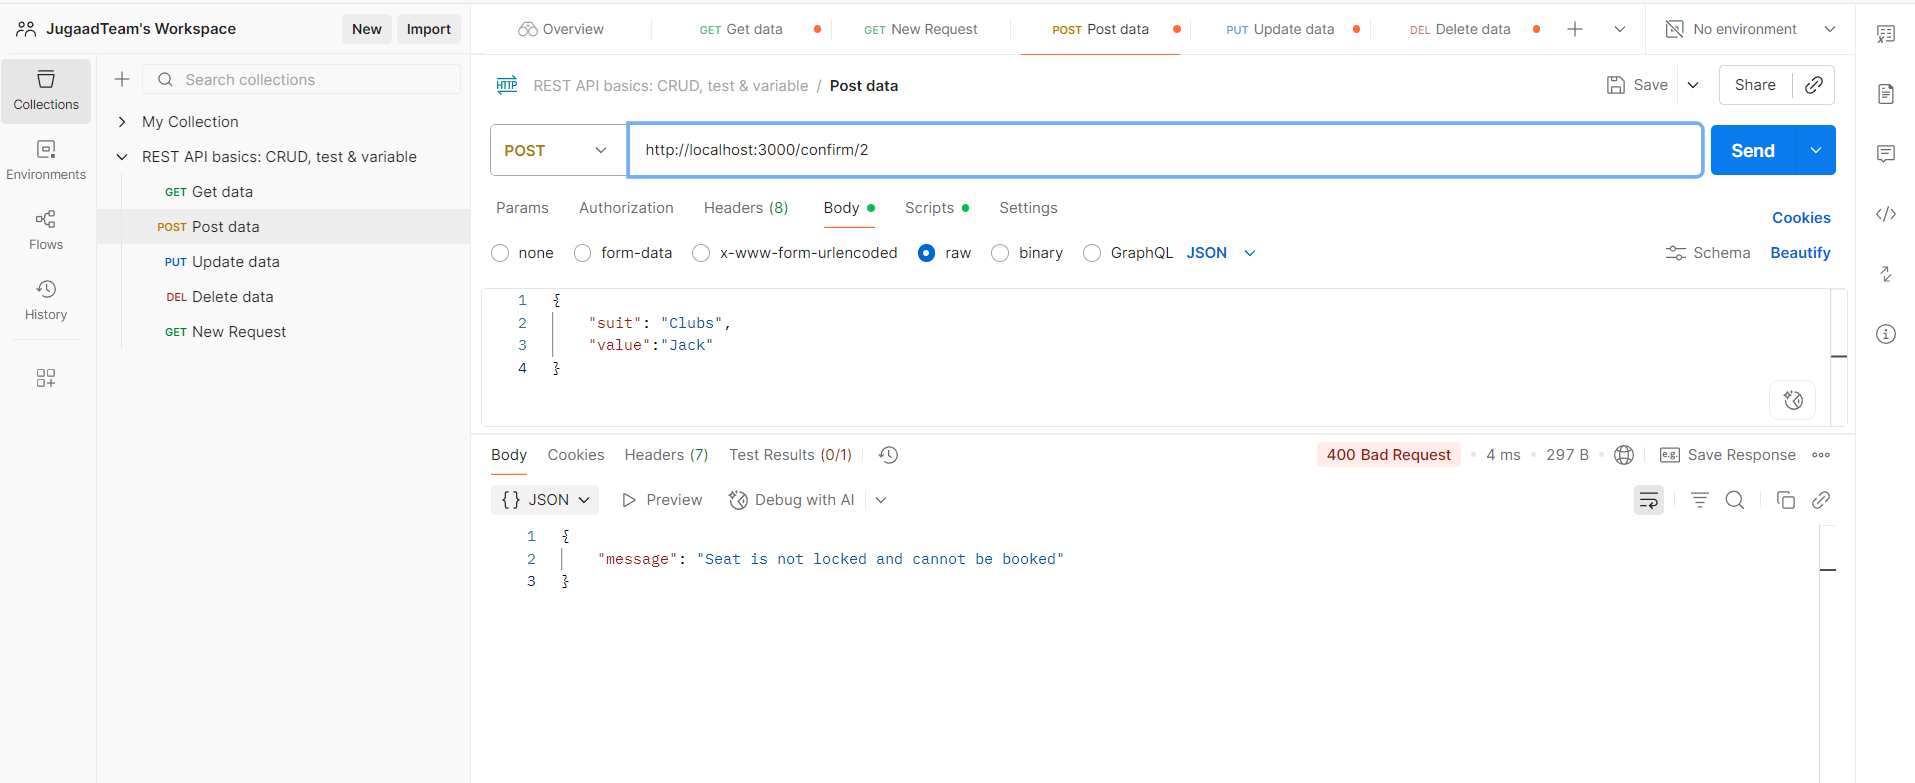 JugaadTeam's Workspace
New
Import
Overview
GET Get data
GET New Request
POST Post data
PUT Update data
DEL Delete data
No environment
Collections
Environments
Flows
History
Search collections
My Collection
REST API basics: CRUD, test & variable
GET Get data
POST Post data
PUT Update data
DEL Delete data
GET New Request
HTTP REST API basics: CRUD, test & variable / Post data
Save
Share
POST
http://localhost:3000/confirm/2
Send
Params Authorization Headers (8) Body Scripts Settings
Cookies
none form-data x-www-form-urlencoded raw binary GraphQL JSON
Schema Beautify
1 {
2 "suit": "Clubs",
3 "value":"Jack"
4 }
Body Cookies Headers (7) Test Results (0/1)
400 Bad Request 4 ms 297 B e.g. Save Response
{} JSON Preview Debug with AI
1 {
2 "message": "Seat is not locked and cannot be booked"
3 }